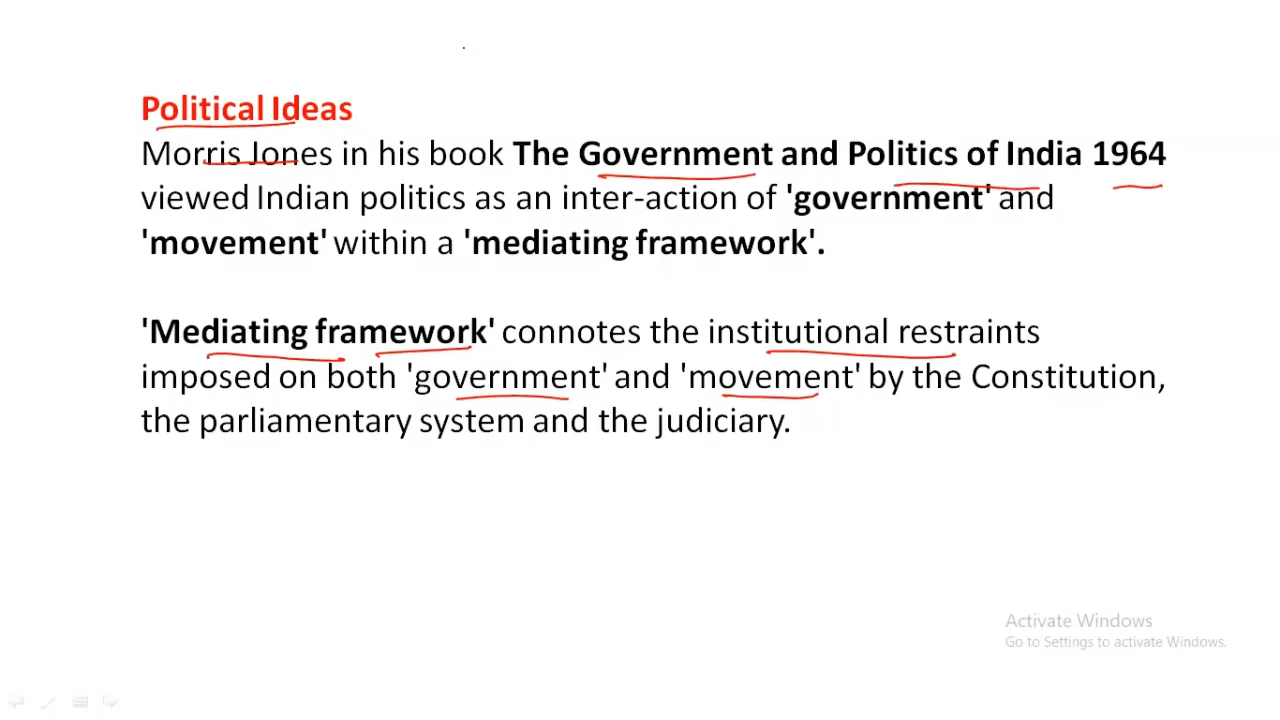 Political Ideas
Morris Jones in his book The Government and Politics of India 1964
viewed Indian politics as an inter-action of 'government' and
'movement' within a 'mediating framework'.
'Mediating framework' connotes the institutional restraints
imposed on both 'government' and 'movement' by the Constitution,
the parliamentary system and the judiciary.
Activate Windows
Go to Settings to activate Windows.